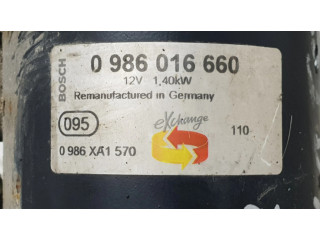 BOSCH
0 986 016 660
12V 1,40kW
Remanufactured in Germany
095
exchange
110
0 986 XA1 570